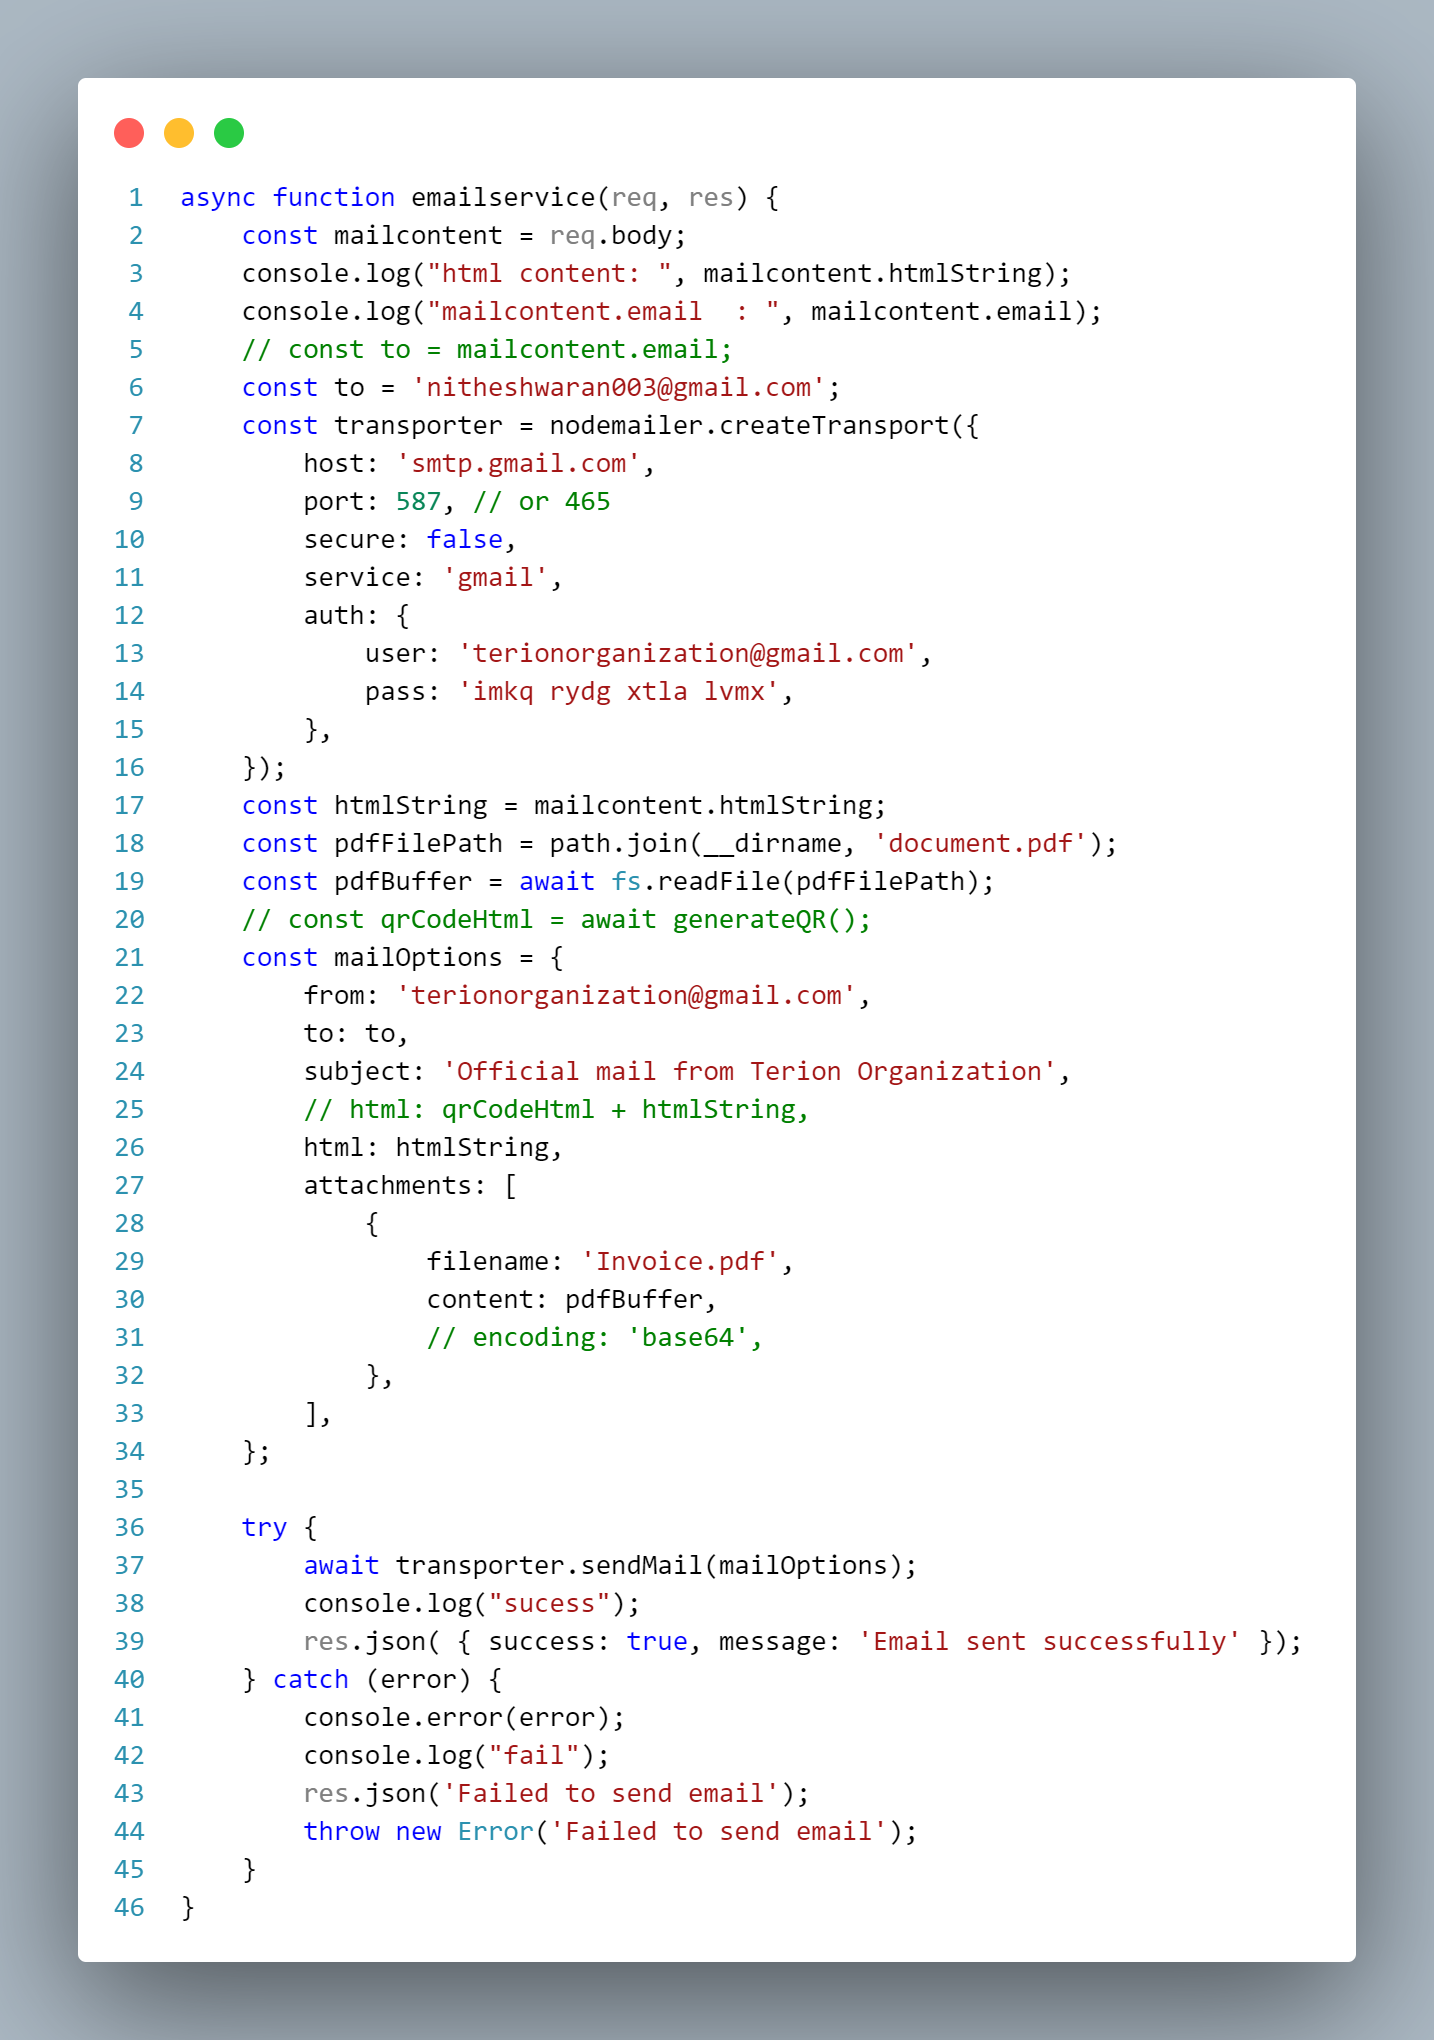 1 async function emailservice(req, res) {
2     const mailcontent = req.body;
3     console.log("html content: ", mailcontent.htmlString);
4     console.log("mailcontent.email  : ", mailcontent.email);
5     // const to = mailcontent.email;
6     const to = 'nitheshwaran003@gmail.com';
7     const transporter = nodemailer.createTransport({
8         host: 'smtp.gmail.com',
9         port: 587, // or 465
10         secure: false,
11         service: 'gmail',
12         auth: {
13             user: 'terionorganization@gmail.com',
14             pass: 'imkq rydg xtla lvmx',
15         },
16     });
17     const htmlString = mailcontent.htmlString;
18     const pdfFilePath = path.join(__dirname, 'document.pdf');
19     const pdfBuffer = await fs.readFile(pdfFilePath);
20     // const qrCodeHtml = await generateQR();
21     const mailOptions = {
22         from: 'terionorganization@gmail.com',
23         to: to,
24         subject: 'Official mail from Terion Organization',
25         // html: qrCodeHtml + htmlString,
26         html: htmlString,
27         attachments: [
28             {
29                 filename: 'Invoice.pdf',
30                 content: pdfBuffer,
31                 // encoding: 'base64',
32             },
33         ],
34     };
35
36     try {
37         await transporter.sendMail(mailOptions);
38         console.log("sucess");
39         res.json( { success: true, message: 'Email sent successfully' });
40     } catch (error) {
41         console.error(error);
42         console.log("fail");
43         res.json('Failed to send email');
44         throw new Error('Failed to send email');
45     }
46 }